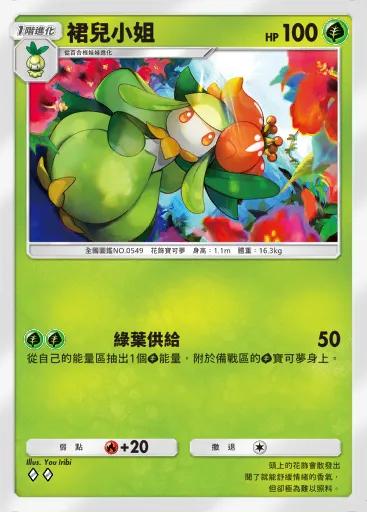 1階進化
裙兒小姐
HP 100
從百合根娃娃進化
全國圖鑑NO.0549 花飾寶可夢 身高：1.1m 體重：16.3kg
綠葉供給 50
從自己的能量區抽出1個能量，附於備戰區的寶可夢身上。
弱點 +20 撤退
Illus. You Iribi
頭上的花飾會散發出
聞了就能舒緩情緒的香氣，
但卻極為難以照料。